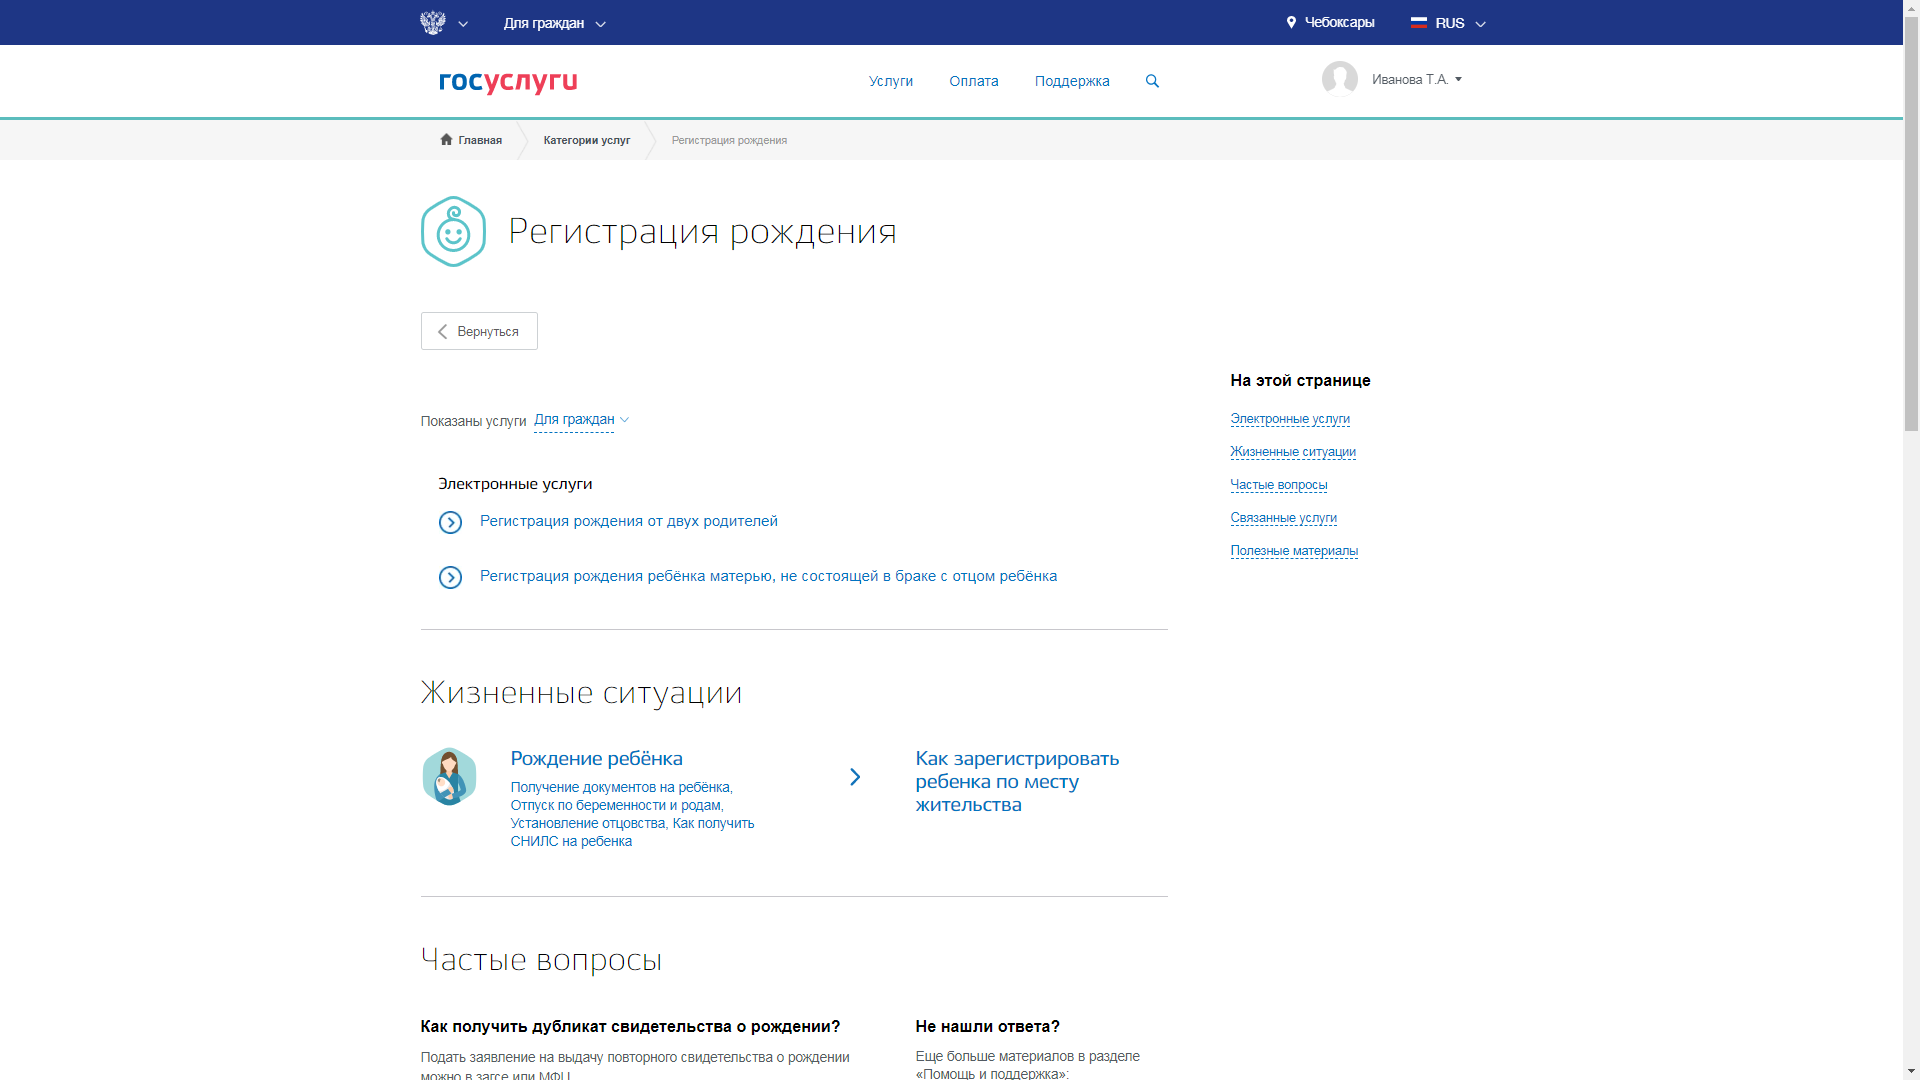 Для граждан
Чебоксары
RUS
госуслуги
Услуги
Оплата
Поддержка
Иванова Т.А.
Главная
Категории услуг
Регистрация рождения
Регистрация рождения
Вернуться
Показаны услуги Для граждан
Электронные услуги
Регистрация рождения от двух родителей
Регистрация рождения ребёнка матерью, не состоящей в браке с отцом ребёнка
На этой странице
Электронные услуги
Жизненные ситуации
Частые вопросы
Связанные услуги
Полезные материалы
Жизненные ситуации
Рождение ребёнка
Получение документов на ребёнка,
Отпуск по беременности и родам,
Установление отцовства, Как получить
СНИЛС на ребенка
Как зарегистрировать
ребенка по месту
жительства
Частые вопросы
Как получить дубликат свидетельства о рождении?
Подать заявление на выдачу повторного свидетельства о рождении
можно в загсе или МФЦ
Не нашли ответа?
Еще больше материалов в разделе
«Помощь и поддержка»: